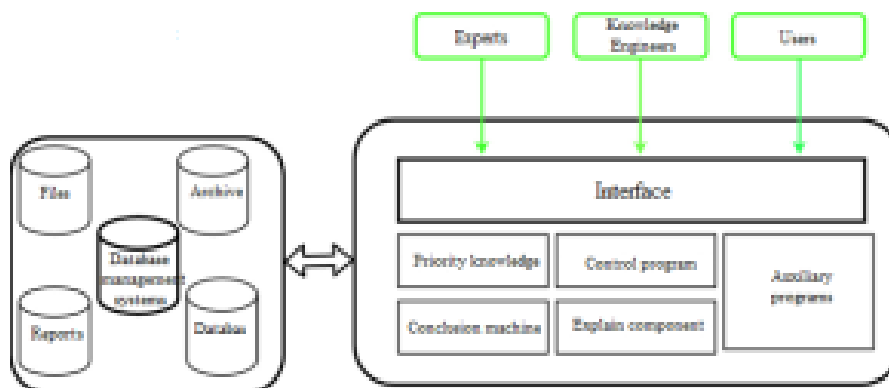 Experts
Knowledge
Engineers
Users
Files
Archive
Interface
Database
management
systems
Priority knowledge
Control program
Auxiliary
programs
Reports
Databas
Conclusion machine
Explain component